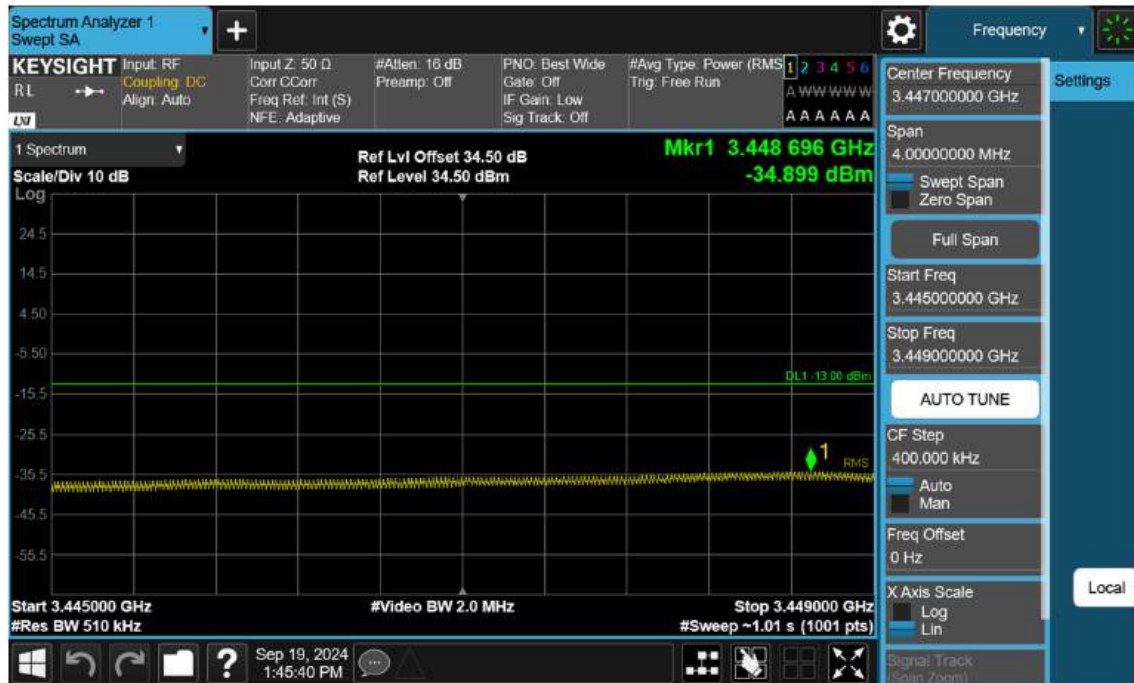 Spectrum Analyzer 1
Swept SA
Frequency
KEYSIGHT
RL
LXI
Input: RF
Coupling: DC
Align: Auto
Input Z: 50 Ω
Corr CCorr
Freq Ref: Int (S)
NFE: Adaptive
#Atten: 16 dB
Preamp: Off
PNO: Best Wide
Gate: Off
IF Gain: Low
Sig Track: Off
#Avg Type: Power (RMS
Trig: Free Run
1 2 3 4 5 6
A W W W W W
A A A A A A
1 Spectrum
Scale/Div 10 dB
Ref Lvl Offset 34.50 dB
Ref Level 34.50 dBm
Mkr1 3.448 696 GHz
-34.899 dBm
Log
24.5
14.5
4.50
-5.50
DL1 -13.00 dBm
-15.5
-25.5
1
RMS
-35.5
-45.5
-55.5
Start 3.445000 GHz
#Video BW 2.0 MHz
Stop 3.449000 GHz
#Res BW 510 kHz
#Sweep ~1.01 s (1001 pts)
?
Sep 19, 2024
1:45:40 PM
Center Frequency
3.447000000 GHz
Span
4.00000000 MHz
Swept Span
Zero Span
Full Span
Start Freq
3.445000000 GHz
Stop Freq
3.449000000 GHz
AUTO TUNE
CF Step
400.000 kHz
Auto
Man
Freq Offset
0 Hz
X Axis Scale
Log
Lin
Signal Track
(Span Zoom)
Settings
Local